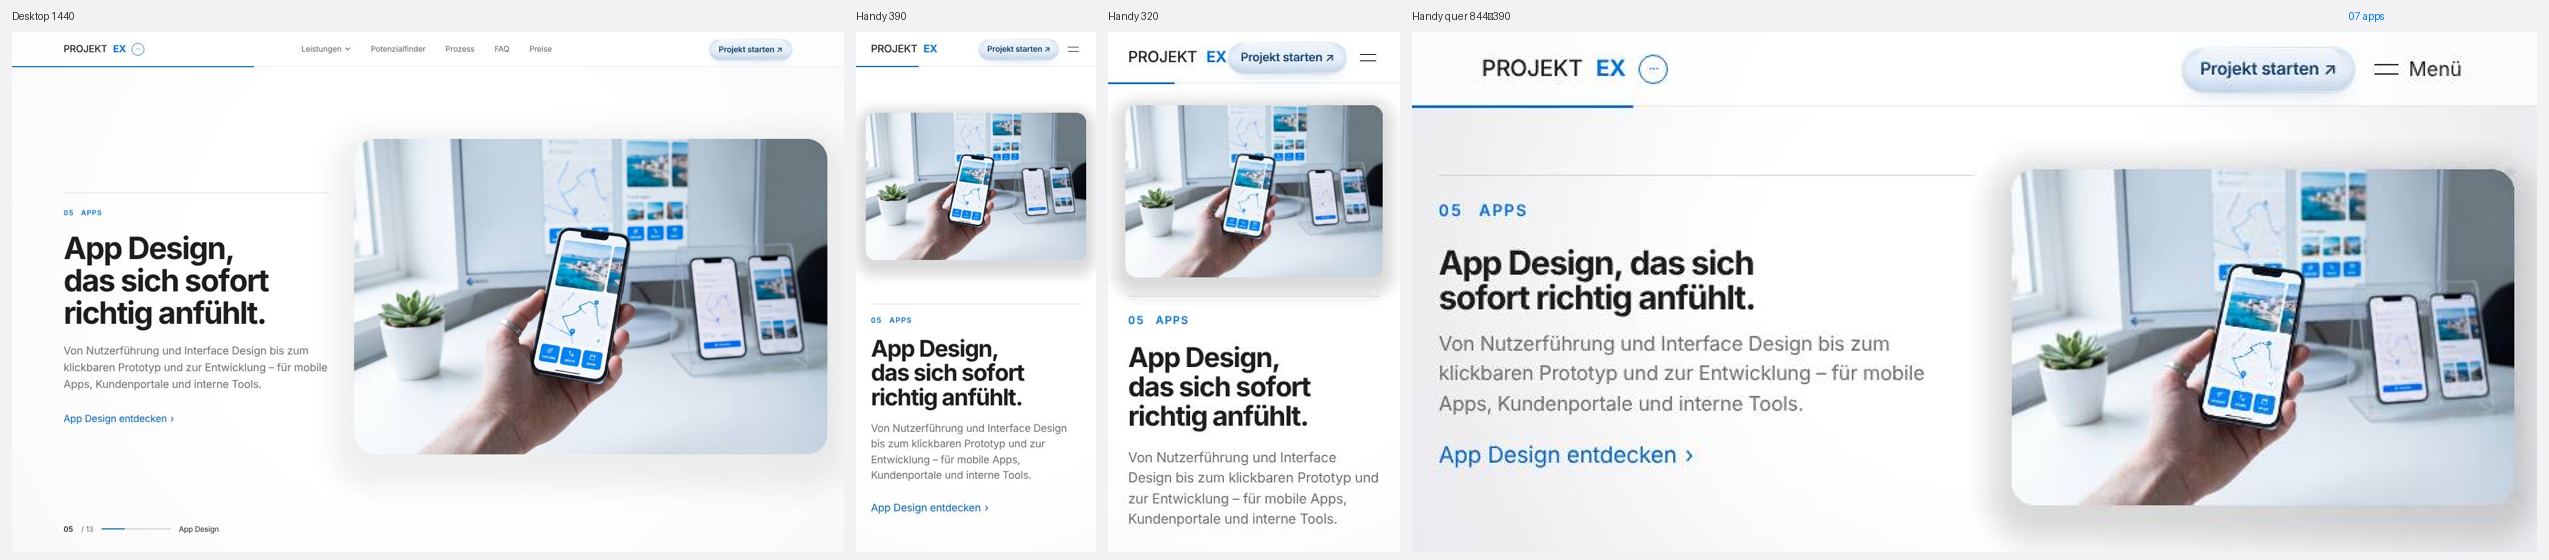 Desktop 1440
PROJEKT EX
Leistungen
Potenzialfinder
Prozess
FAQ
Preise
Projekt starten ↗
05 APPS
App Design,
das sich sofort
richtig anfühlt.
Von Nutzerführung und Interface Design bis zum
klickbaren Prototyp und zur Entwicklung – für mobile
Apps, Kundenportale und interne Tools.
App Design entdecken ›
05 / 13 App Design
Handy 390
PROJEKT EX
Projekt starten ↗
05 APPS
App Design,
das sich sofort
richtig anfühlt.
Von Nutzerführung und Interface Design
bis zum klickbaren Prototyp und zur
Entwicklung – für mobile Apps,
Kundenportale und interne Tools.
App Design entdecken ›
Handy 320
PROJEKT EX
Projekt starten ↗
05 APPS
App Design,
das sich sofort
richtig anfühlt.
Von Nutzerführung und Interface
Design bis zum klickbaren Prototyp und
zur Entwicklung – für mobile Apps,
Kundenportale und interne Tools.
Handy quer 844 390
07 apps
PROJEKT EX
Projekt starten ↗
Menü
05 APPS
App Design, das sich
sofort richtig anfühlt.
Von Nutzerführung und Interface Design bis zum
klickbaren Prototyp und zur Entwicklung – für mobile
Apps, Kundenportale und interne Tools.
App Design entdecken ›